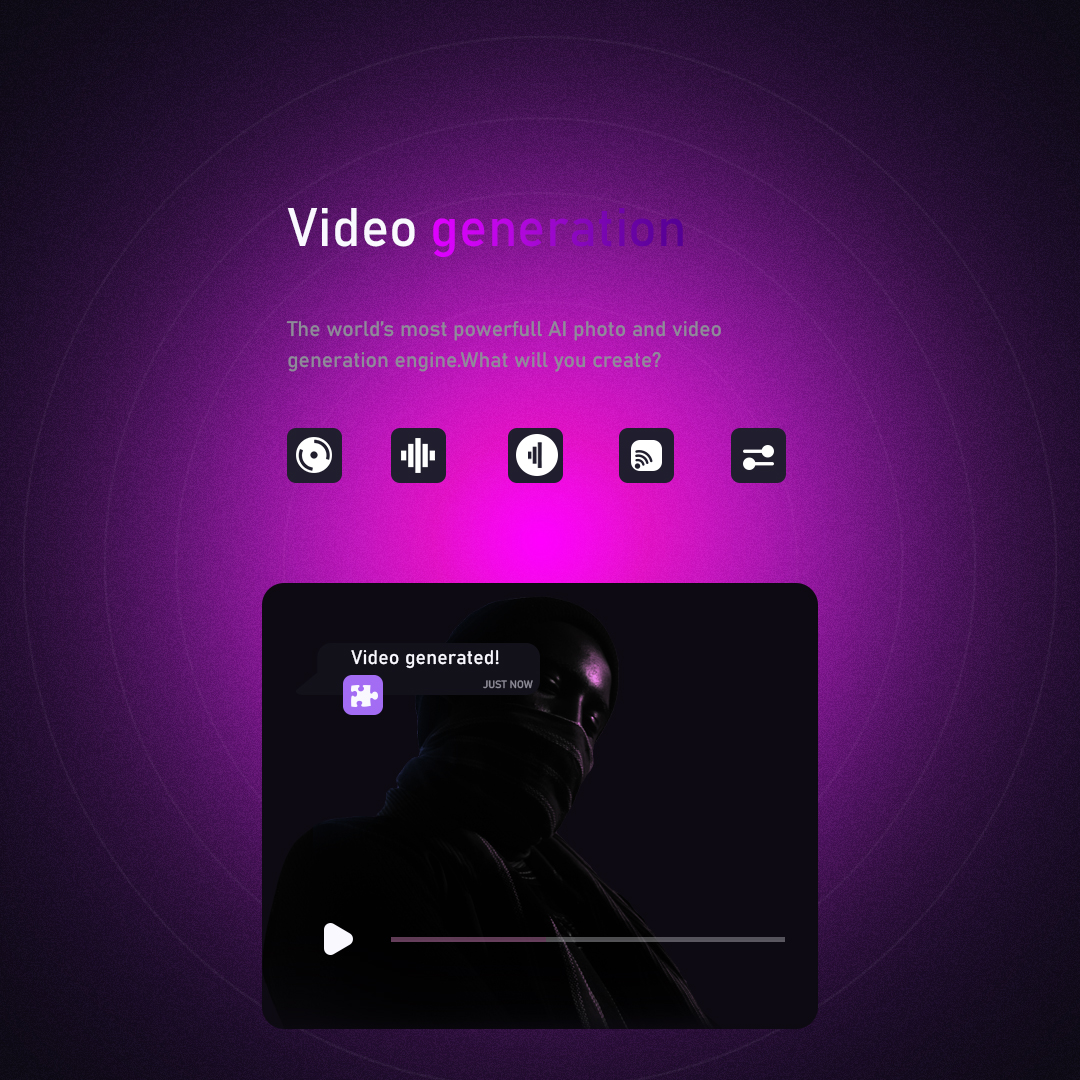 Video generation
The world's most powerfull AI photo and video
generation engine.What will you create?
Video generated!
JUST NOW